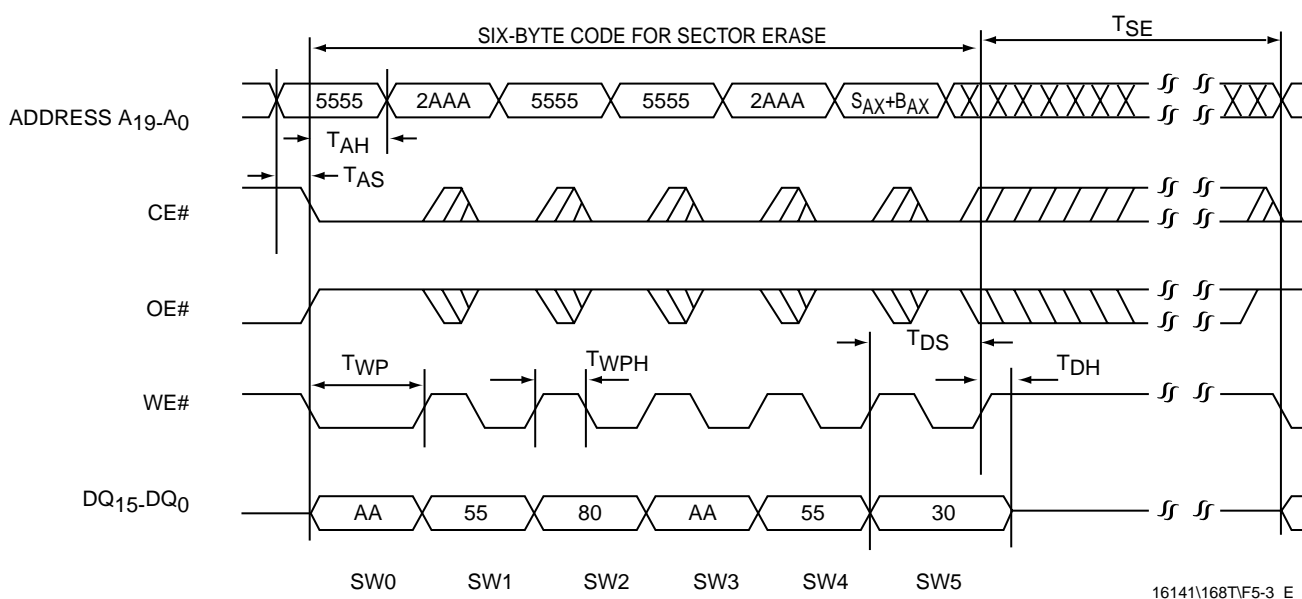 SIX-BYTE CODE FOR SECTOR ERASE
TSE
ADDRESS A19-A0
5555 2AAA 5555 5555 2AAA SAX+BAX
TAH
TAS
CE#
OE#
TWP TWPH TDS TDH
WE#
DQ15-DQ0
AA 55 80 AA 55 30
SW0 SW1 SW2 SW3 SW4 SW5
16141\168T\F5-3 E